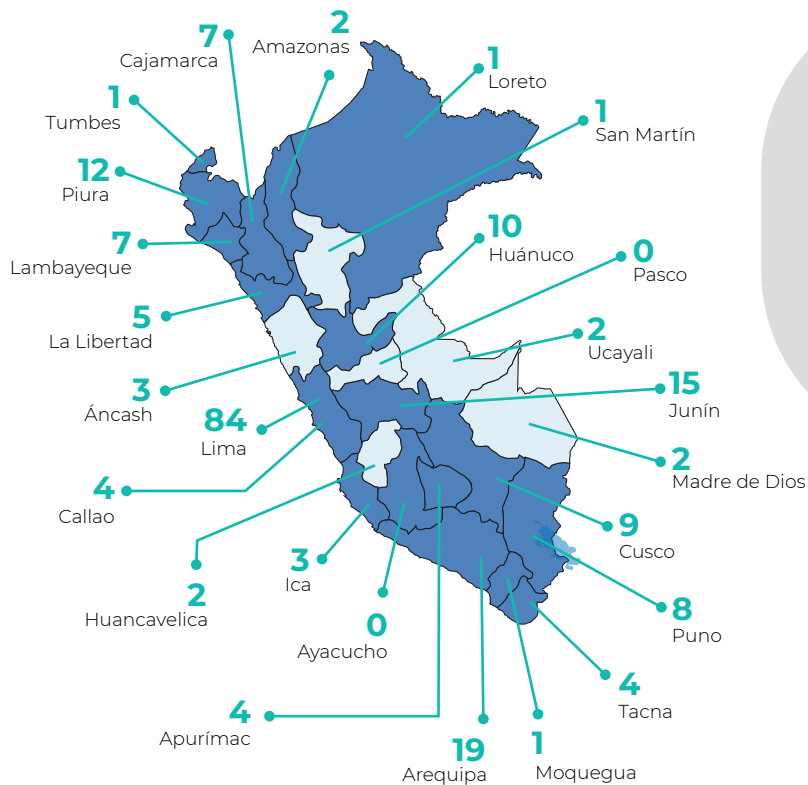 7
Cajamarca
2
Amazonas
1
Loreto
1
Tumbes
1
San Martín
12
Piura
7
Lambayeque
10
Huánuco
0
Pasco
5
La Libertad
2
Ucayali
3
Áncash
15
Junín
84
Lima
2
Madre de Dios
4
Callao
9
Cusco
3
Ica
2
Huancavelica
8
Puno
0
Ayacucho
4
Tacna
4
Apurímac
19
Arequipa
1
Moquegua